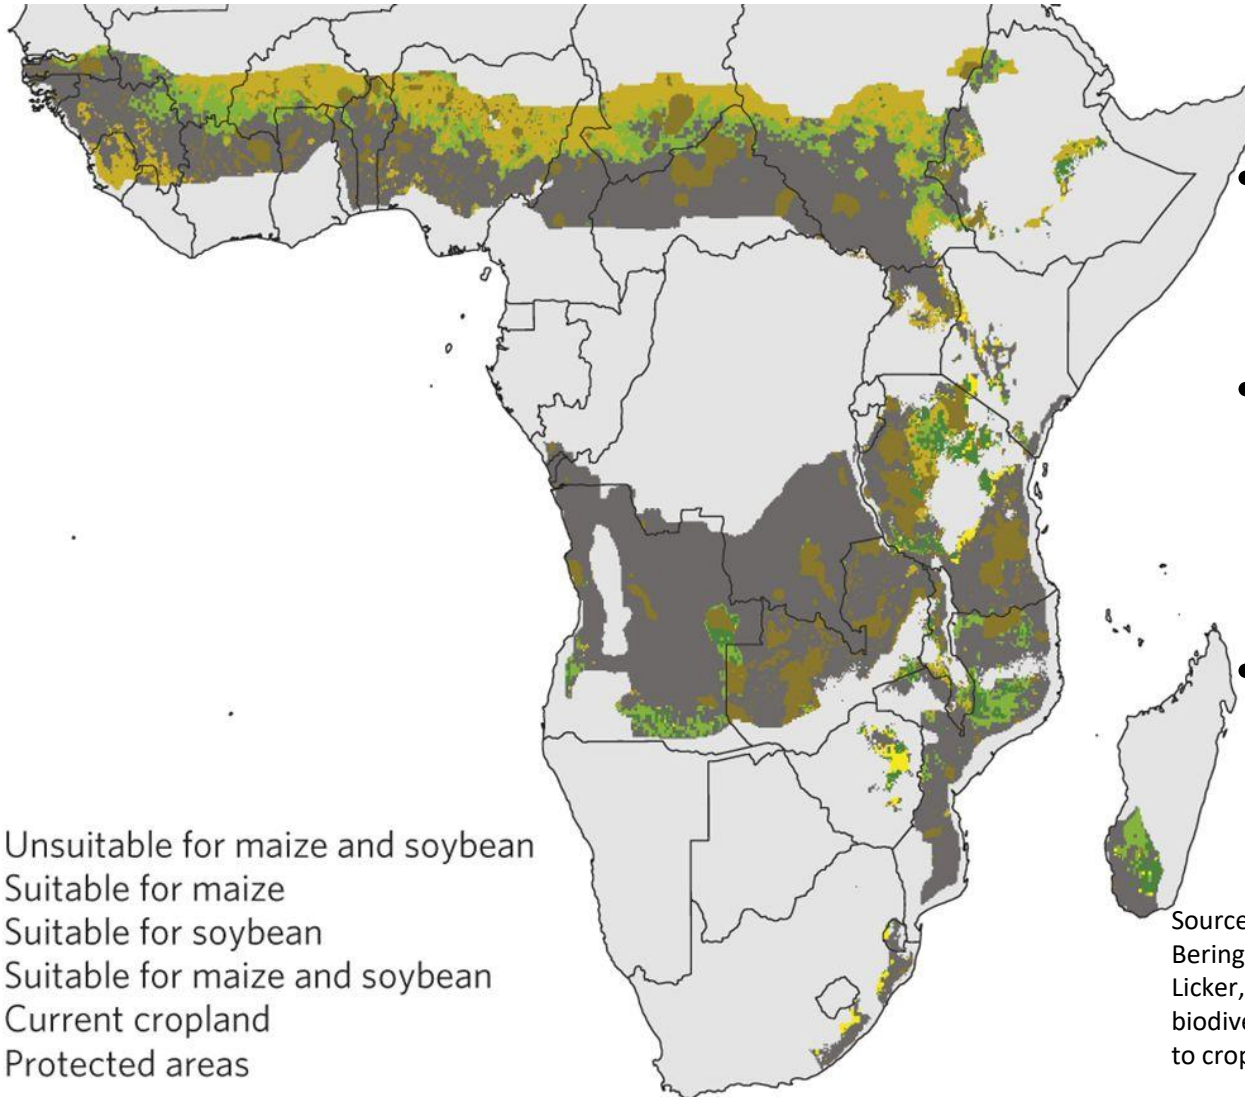 Unsuitable for maize and soybean
Suitable for maize
Suitable for soybean
Suitable for maize and soybean
Current cropland
Protected areas
Source
Bering
Licker,
biodive
to crop